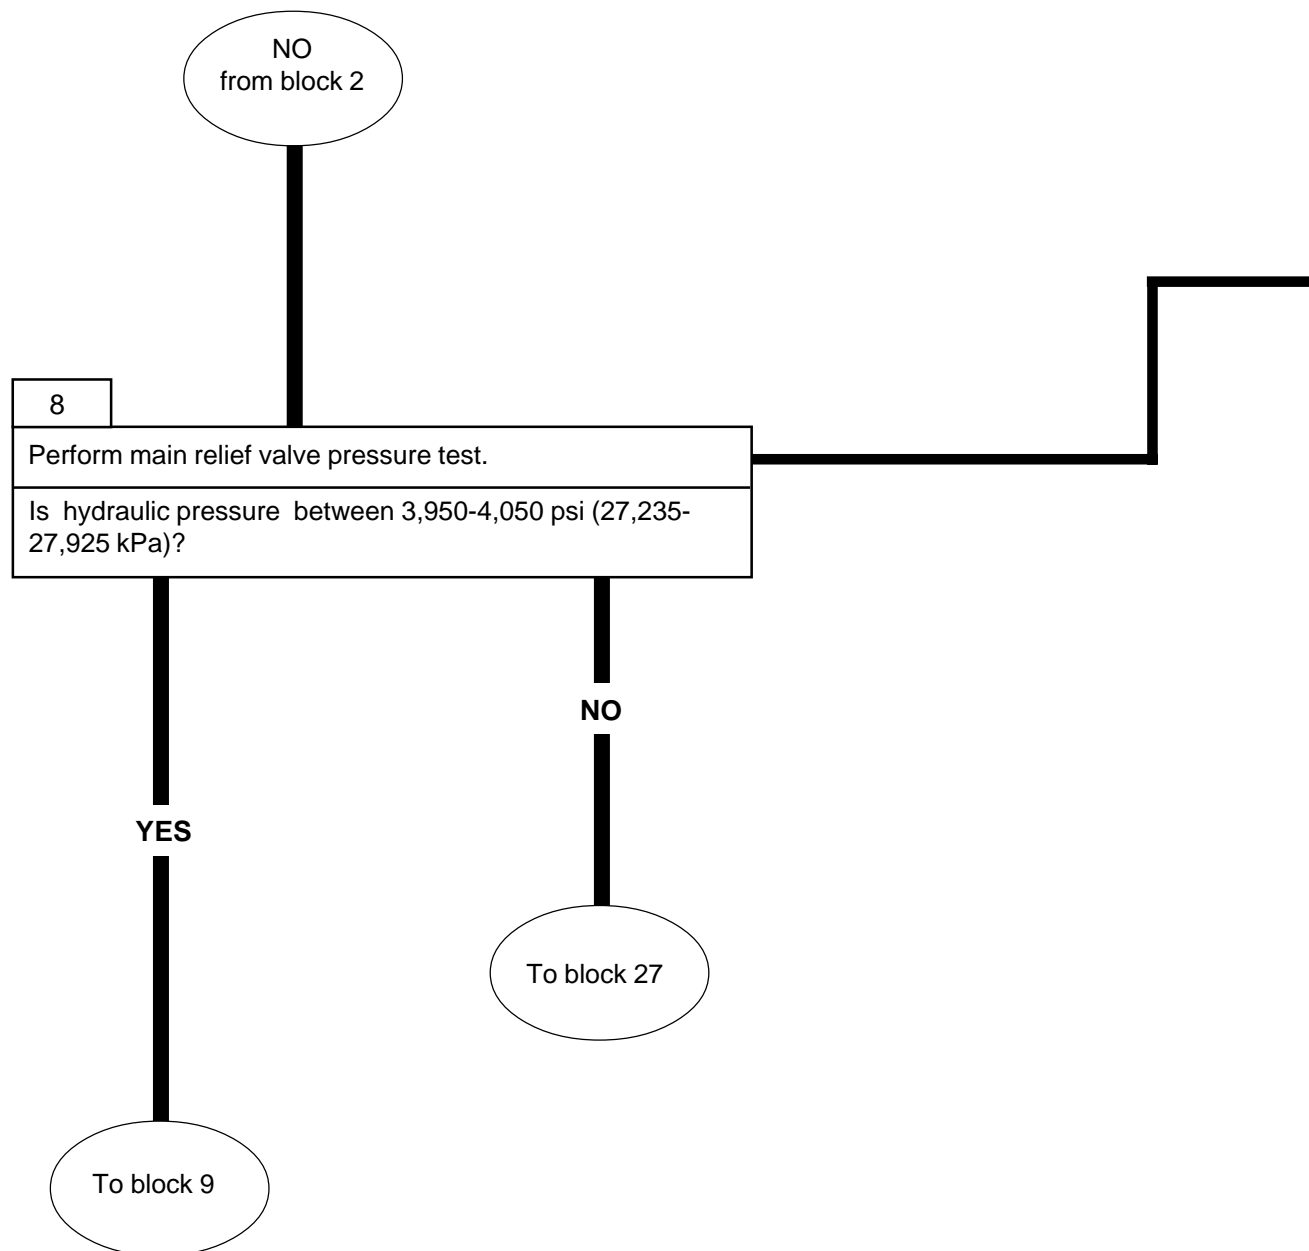 NO
from block 2
8
Perform main relief valve pressure test.
Is hydraulic pressure between 3,950-4,050 psi (27,235-
27,925 kPa)?
NO
YES
To block 27
To block 9